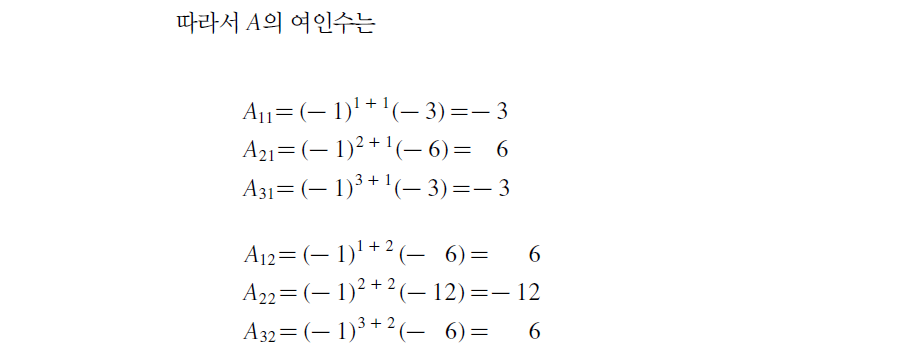 따라서 A의 여인수는
A₁₁=(− 1)¹ ⁺ ¹(− 3)=− 3
A₂₁=(− 1)² ⁺ ¹(− 6)= 6
A₃₁=(− 1)³ ⁺ ¹(− 3)=− 3
A₁₂=(− 1)¹ ⁺ ²(− 6)= 6
A₂₂=(− 1)² ⁺ ²(− 12)=− 12
A₃₂=(− 1)³ ⁺ ²(− 6)= 6